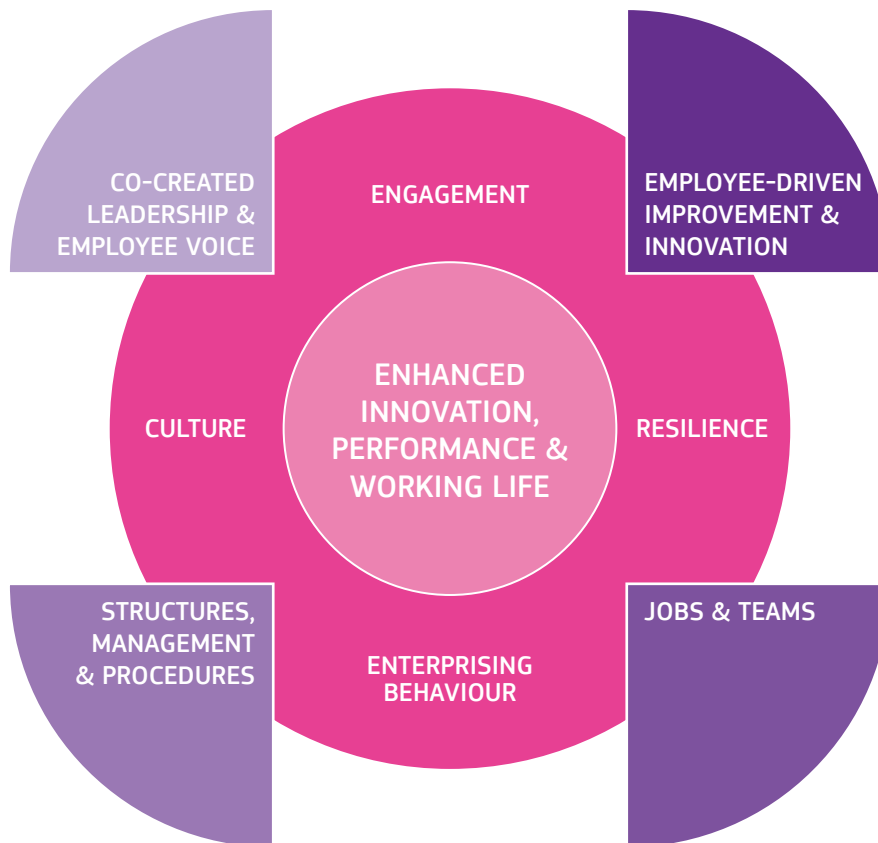 CO-CREATED
LEADERSHIP &
EMPLOYEE VOICE
ENGAGEMENT
EMPLOYEE-DRIVEN
IMPROVEMENT &
INNOVATION
CULTURE
ENHANCED
INNOVATION,
PERFORMANCE &
WORKING LIFE
RESILIENCE
STRUCTURES,
MANAGEMENT
& PROCEDURES
ENTERPRISING
BEHAVIOUR
JOBS & TEAMS